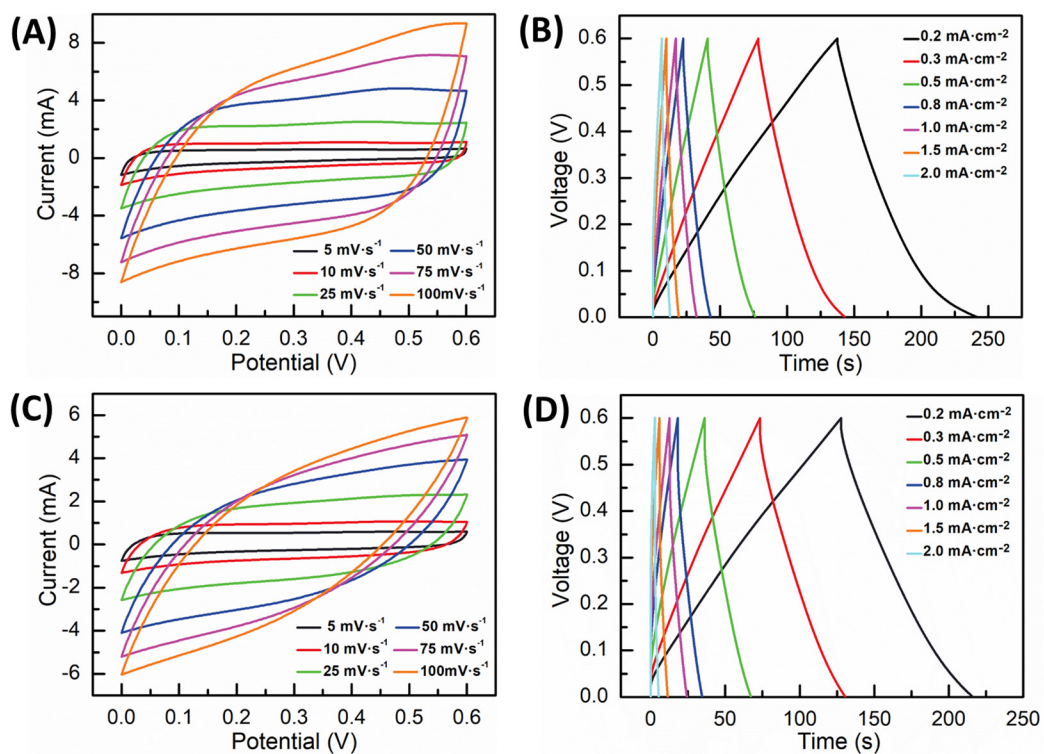 (A)
8
4
0
-4
-8
Current (mA)
5 mV·s-1
50 mV·s-1
10 mV·s-1
75 mV·s-1
25 mV·s-1
100mV·s-1
0.0 0.1 0.2 0.3 0.4 0.5 0.6
Potential (V)
(B)
0.6
0.5
0.4
0.3
0.2
0.1
0.0
Voltage (V)
0.2 mA·cm-2
0.3 mA·cm-2
0.5 mA·cm-2
0.8 mA·cm-2
1.0 mA·cm-2
1.5 mA·cm-2
2.0 mA·cm-2
0 50 100 150 200 250
Time (s)
(C)
6
4
2
0
-2
-4
-6
Current (mA)
5 mV·s-1
50 mV·s-1
10 mV·s-1
75 mV·s-1
25 mV·s-1
100mV·s-1
0.0 0.1 0.2 0.3 0.4 0.5 0.6
Potential (V)
(D)
0.6
0.5
0.4
0.3
0.2
0.1
0.0
Voltage (V)
0.2 mA·cm-2
0.3 mA·cm-2
0.5 mA·cm-2
0.8 mA·cm-2
1.0 mA·cm-2
1.5 mA·cm-2
2.0 mA·cm-2
0 50 100 150 200 250
Time (s)